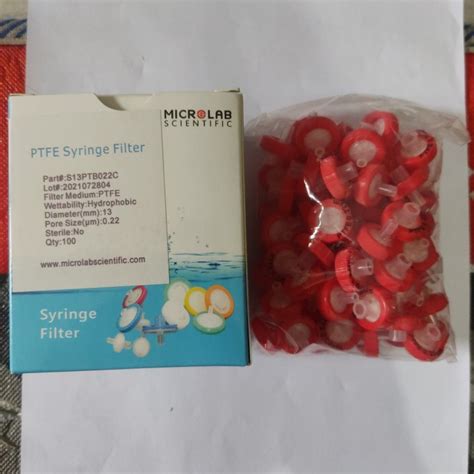 MICROLAB
SCIENTIFIC
PTFE Syringe Filter
Part#:S13PTB022C
Lot#:2021072804
Filter Medium:PTFE
Wettability:Hydrophobic
Diameter(mm):13
Pore Size(μm):0.22
Sterile:No
Qty:100
www.microlabscientific.com
Syringe
Filter